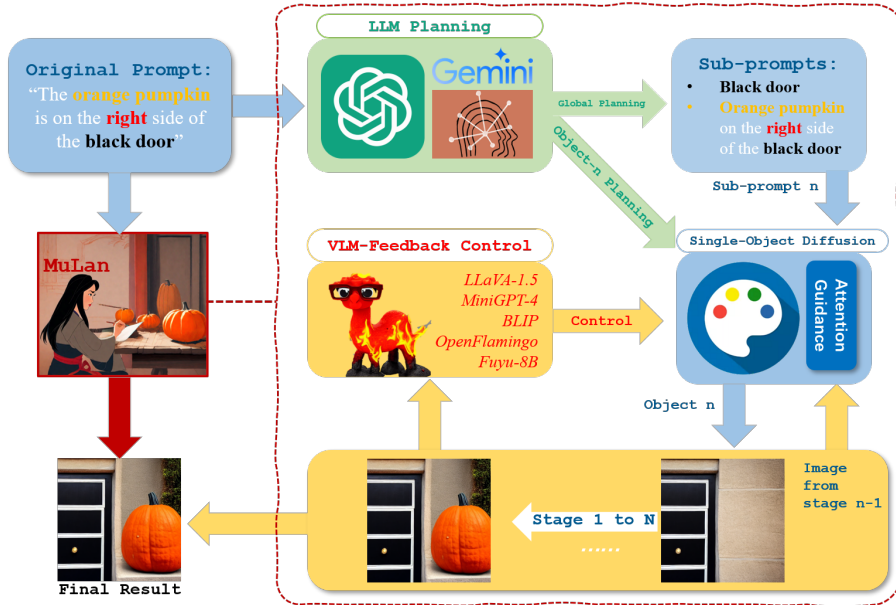 LLM Planning
Original Prompt:
“The orange pumpkin
is on the right side of
the black door”
Gemini
Global Planning
Object-n Planning
Sub-prompts:
• Black door
• Orange pumpkin
on the right side
of the black door
Sub-prompt n
MuLan
VLM-Feedback Control
LLaVA-1.5
MiniGPT-4
BLIP
OpenFlamingo
Fuyu-8B
Control
Single-Object Diffusion
Attention
Guidance
Object n
Image
from
stage n-1
Stage 1 to N
......
Final Result